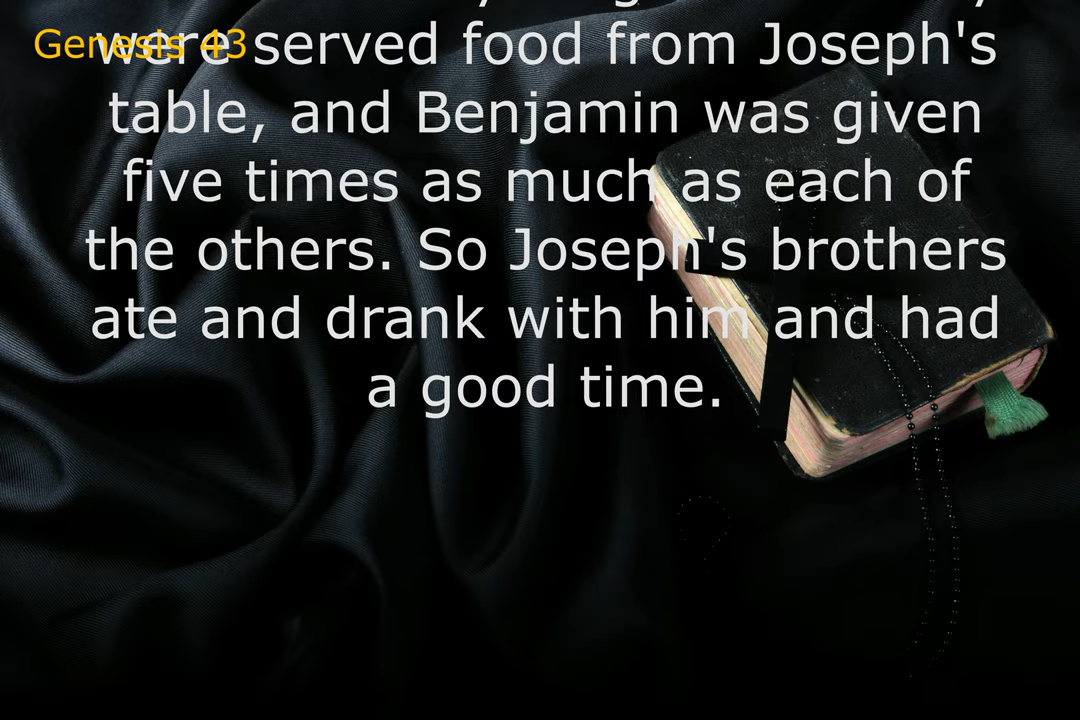 Genesis 43
were served food from Joseph's
table, and Benjamin was given
five times as much as each of
the others. So Joseph's brothers
ate and drank with him and had
a good time.